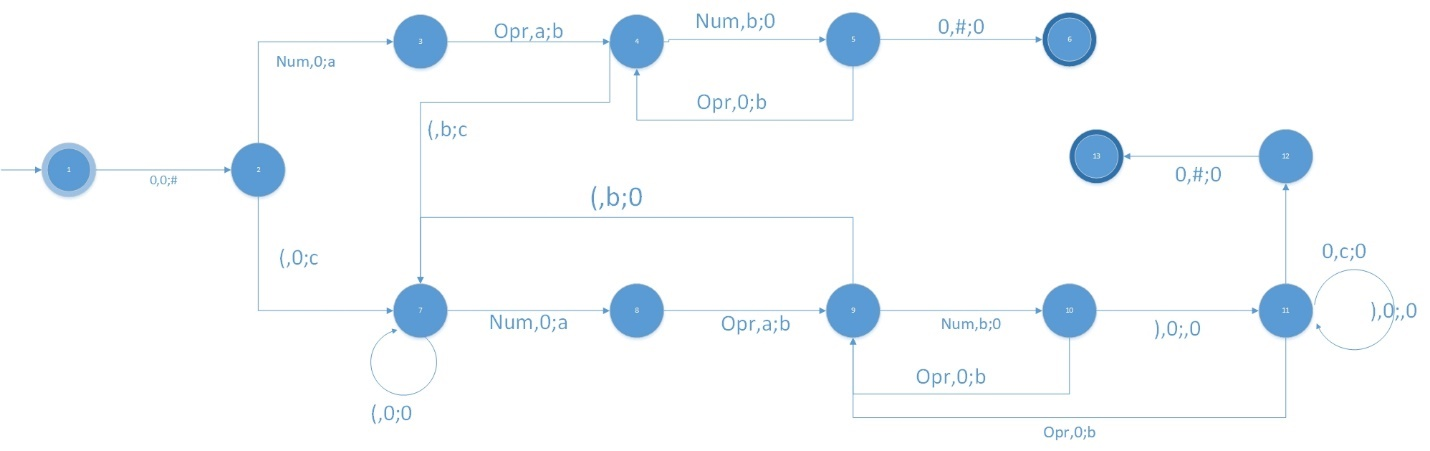 Num,0;a
3
Opr,a;b
4
Num,b;0
5
0,#;0
6
Opr,0;b
(,b;c
1
0,0;#
2
13
0,#;0
12
(,b;0
(,0;c
0,c;0
7
Num,0;a
8
Opr,a;b
9
Num,b;0
10
),0;,0
11
),0;,0
Opr,0;b
(,0;0
Opr,0;b